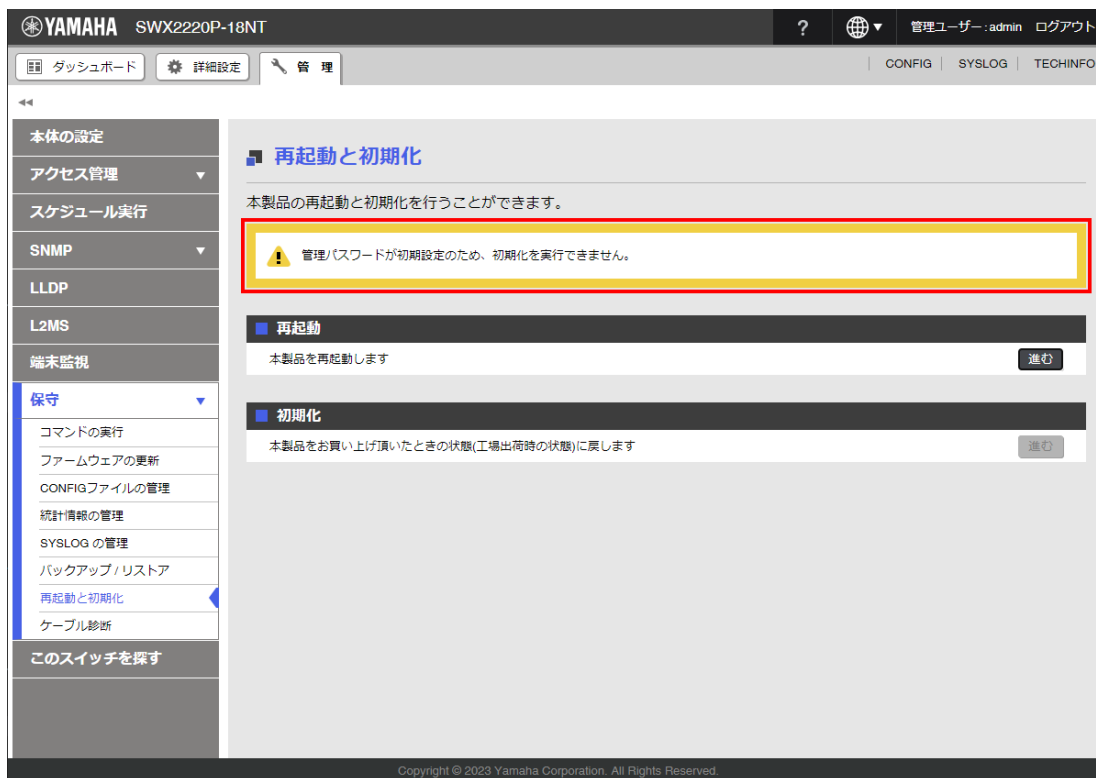 YAMAHA SWX2220P-18NT ? ▼ 管理ユーザー:admin ログアウト
ダッシュボード 詳細設定 管 理 CONFIG SYSLOG TECHINFO
本体の設定
アクセス管理 ▼
スケジュール実行
SNMP ▼
LLDP
L2MS
端末監視
保守 ▼
コマンドの実行
ファームウェアの更新
CONFIGファイルの管理
統計情報の管理
SYSLOG の管理
バックアップ / リストア
再起動と初期化
ケーブル診断
このスイッチを探す
再起動と初期化
本製品の再起動と初期化を行うことができます。
管理パスワードが初期設定のため、初期化を実行できません。
再起動
本製品を再起動します 進む
初期化
本製品をお買い上げ頂いたときの状態(工場出荷時の状態)に戻します 進む
Copyright © 2023 Yamaha Corporation. All Rights Reserved.